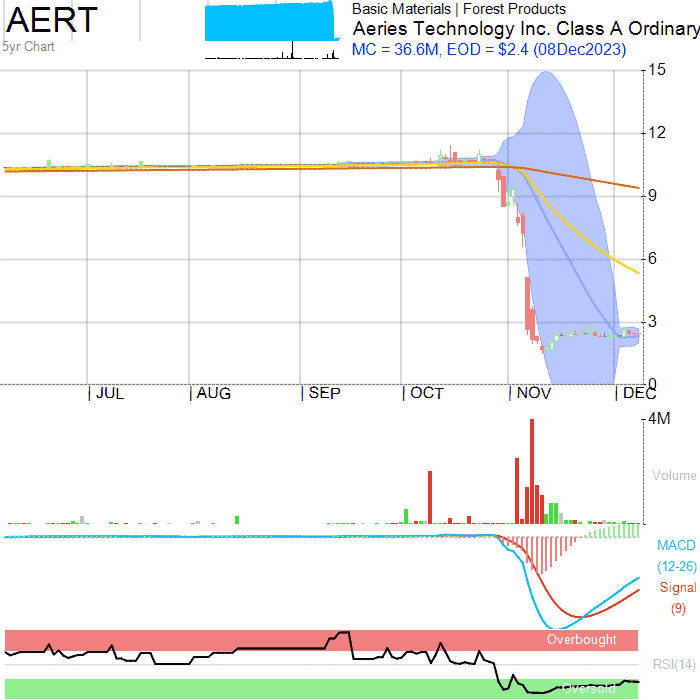 AERT
5yr Chart
Basic Materials | Forest Products
Aeries Technology Inc. Class A Ordinary
MC = 36.6M, EOD = $2.4 (08Dec2023)
15
12
9
6
3
0
JUL
AUG
SEP
OCT
NOV
DEC
4M
Volume
MACD
(12-26)
Signal
(9)
Overbought
RSI(14)
Oversold